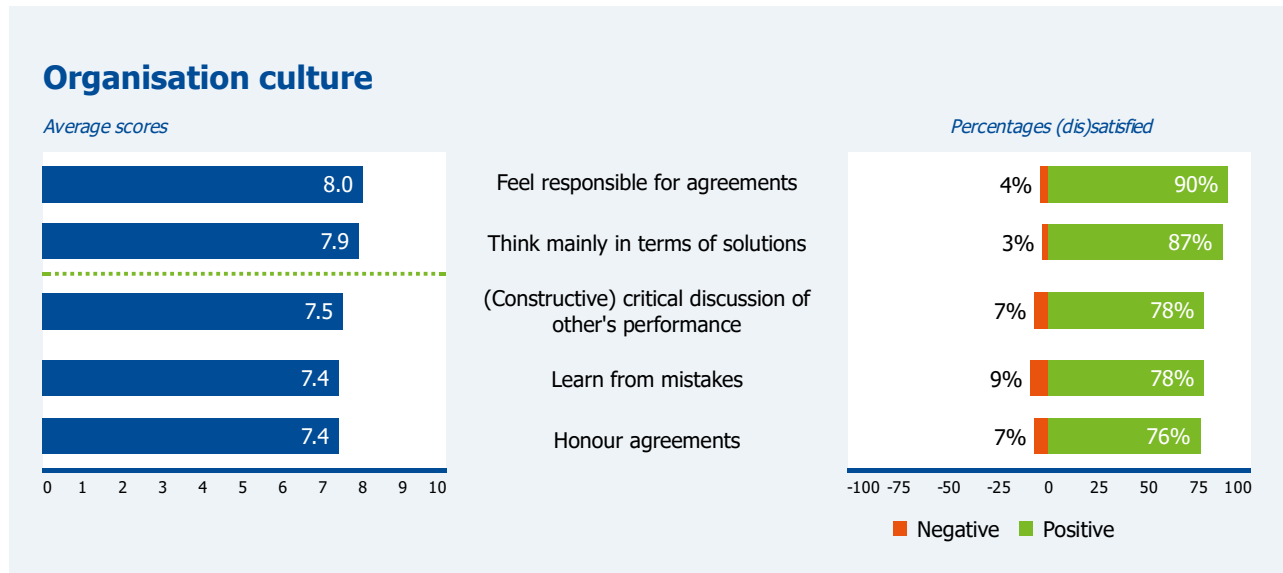 Organisation culture
Average scores
Percentages (dis)satisfied
8.0
Feel responsible for agreements
4%
90%
7.9
Think mainly in terms of solutions
3%
87%
7.5
(Constructive) critical discussion of
other's performance
7%
78%
7.4
Learn from mistakes
9%
78%
7.4
Honour agreements
7%
76%
0 1 2 3 4 5 6 7 8 9 10
-100 -75 -50 -25 0 25 50 75 100
Negative Positive